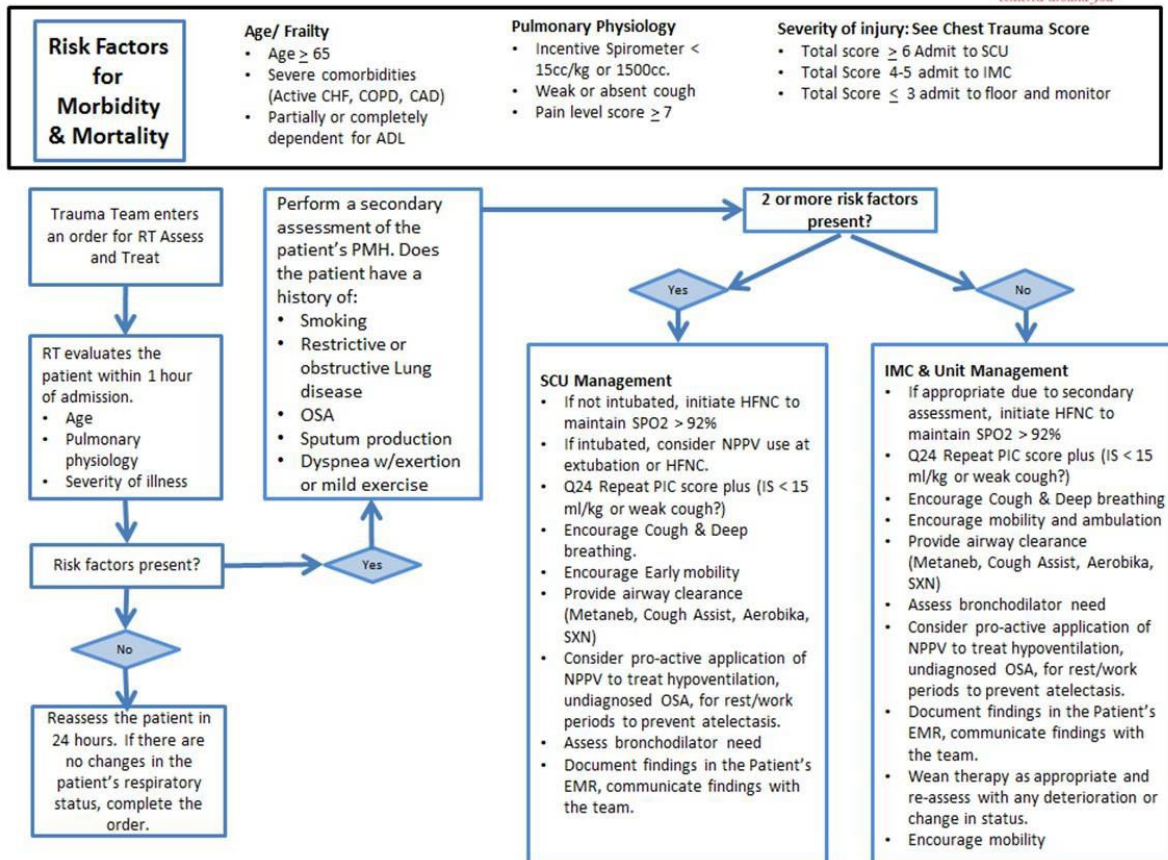 Risk Factors
for
Morbidity
& Mortality
Age/ Frailty
• Age ≥ 65
• Severe comorbidities
(Active CHF, COPD, CAD)
• Partially or completely
dependent for ADL
Pulmonary Physiology
• Incentive Spirometer <
15cc/kg or 1500cc.
• Weak or absent cough
• Pain level score ≥ 7
Severity of injury: See Chest Trauma Score
• Total score ≥ 6 Admit to SCU
• Total Score 4-5 admit to IMC
• Total Score ≤ 3 admit to floor and monitor
Trauma Team enters
an order for RT Assess
and Treat
RT evaluates the
patient within 1 hour
of admission.
• Age
• Pulmonary
physiology
• Severity of illness
Risk factors present?
Yes
No
Reassess the patient in
24 hours. If there are
no changes in the
patient's respiratory
status, complete the
order.
Perform a secondary
assessment of the
patient's PMH. Does
the patient have a
history of:
• Smoking
• Restrictive or
obstructive Lung
disease
• OSA
• Sputum production
• Dyspnea w/exertion
or mild exercise
2 or more risk factors
present?
Yes
No
SCU Management
• If not intubated, initiate HFNC to
maintain SPO2 > 92%
• If intubated, consider NPPV use at
extubation or HFNC.
• Q24 Repeat PIC score plus (IS < 15
ml/kg or weak cough?)
• Encourage Cough & Deep
breathing.
• Encourage Early mobility
• Provide airway clearance
(Metaneb, Cough Assist, Aerobika,
SXN)
• Consider pro-active application of
NPPV to treat hypoventilation,
undiagnosed OSA, for rest/work
periods to prevent atelectasis.
• Assess bronchodilator need
• Document findings in the Patient's
EMR, communicate findings with
the team.
IMC & Unit Management
• If appropriate due to secondary
assessment, initiate HFNC to
maintain SPO2 > 92%
• Q24 Repeat PIC score plus (IS < 15
ml/kg or weak cough?)
• Encourage Cough & Deep breathing
• Encourage mobility and ambulation
• Provide airway clearance
(Metaneb, Cough Assist, Aerobika,
SXN)
• Assess bronchodilator need
• Consider pro-active application of
NPPV to treat hypoventilation,
undiagnosed OSA, for rest/work
periods to prevent atelectasis.
• Document findings in the Patient's
EMR, communicate findings with
the team.
• Wean therapy as appropriate and
re-assess with any deterioration or
change in status.
• Encourage mobility